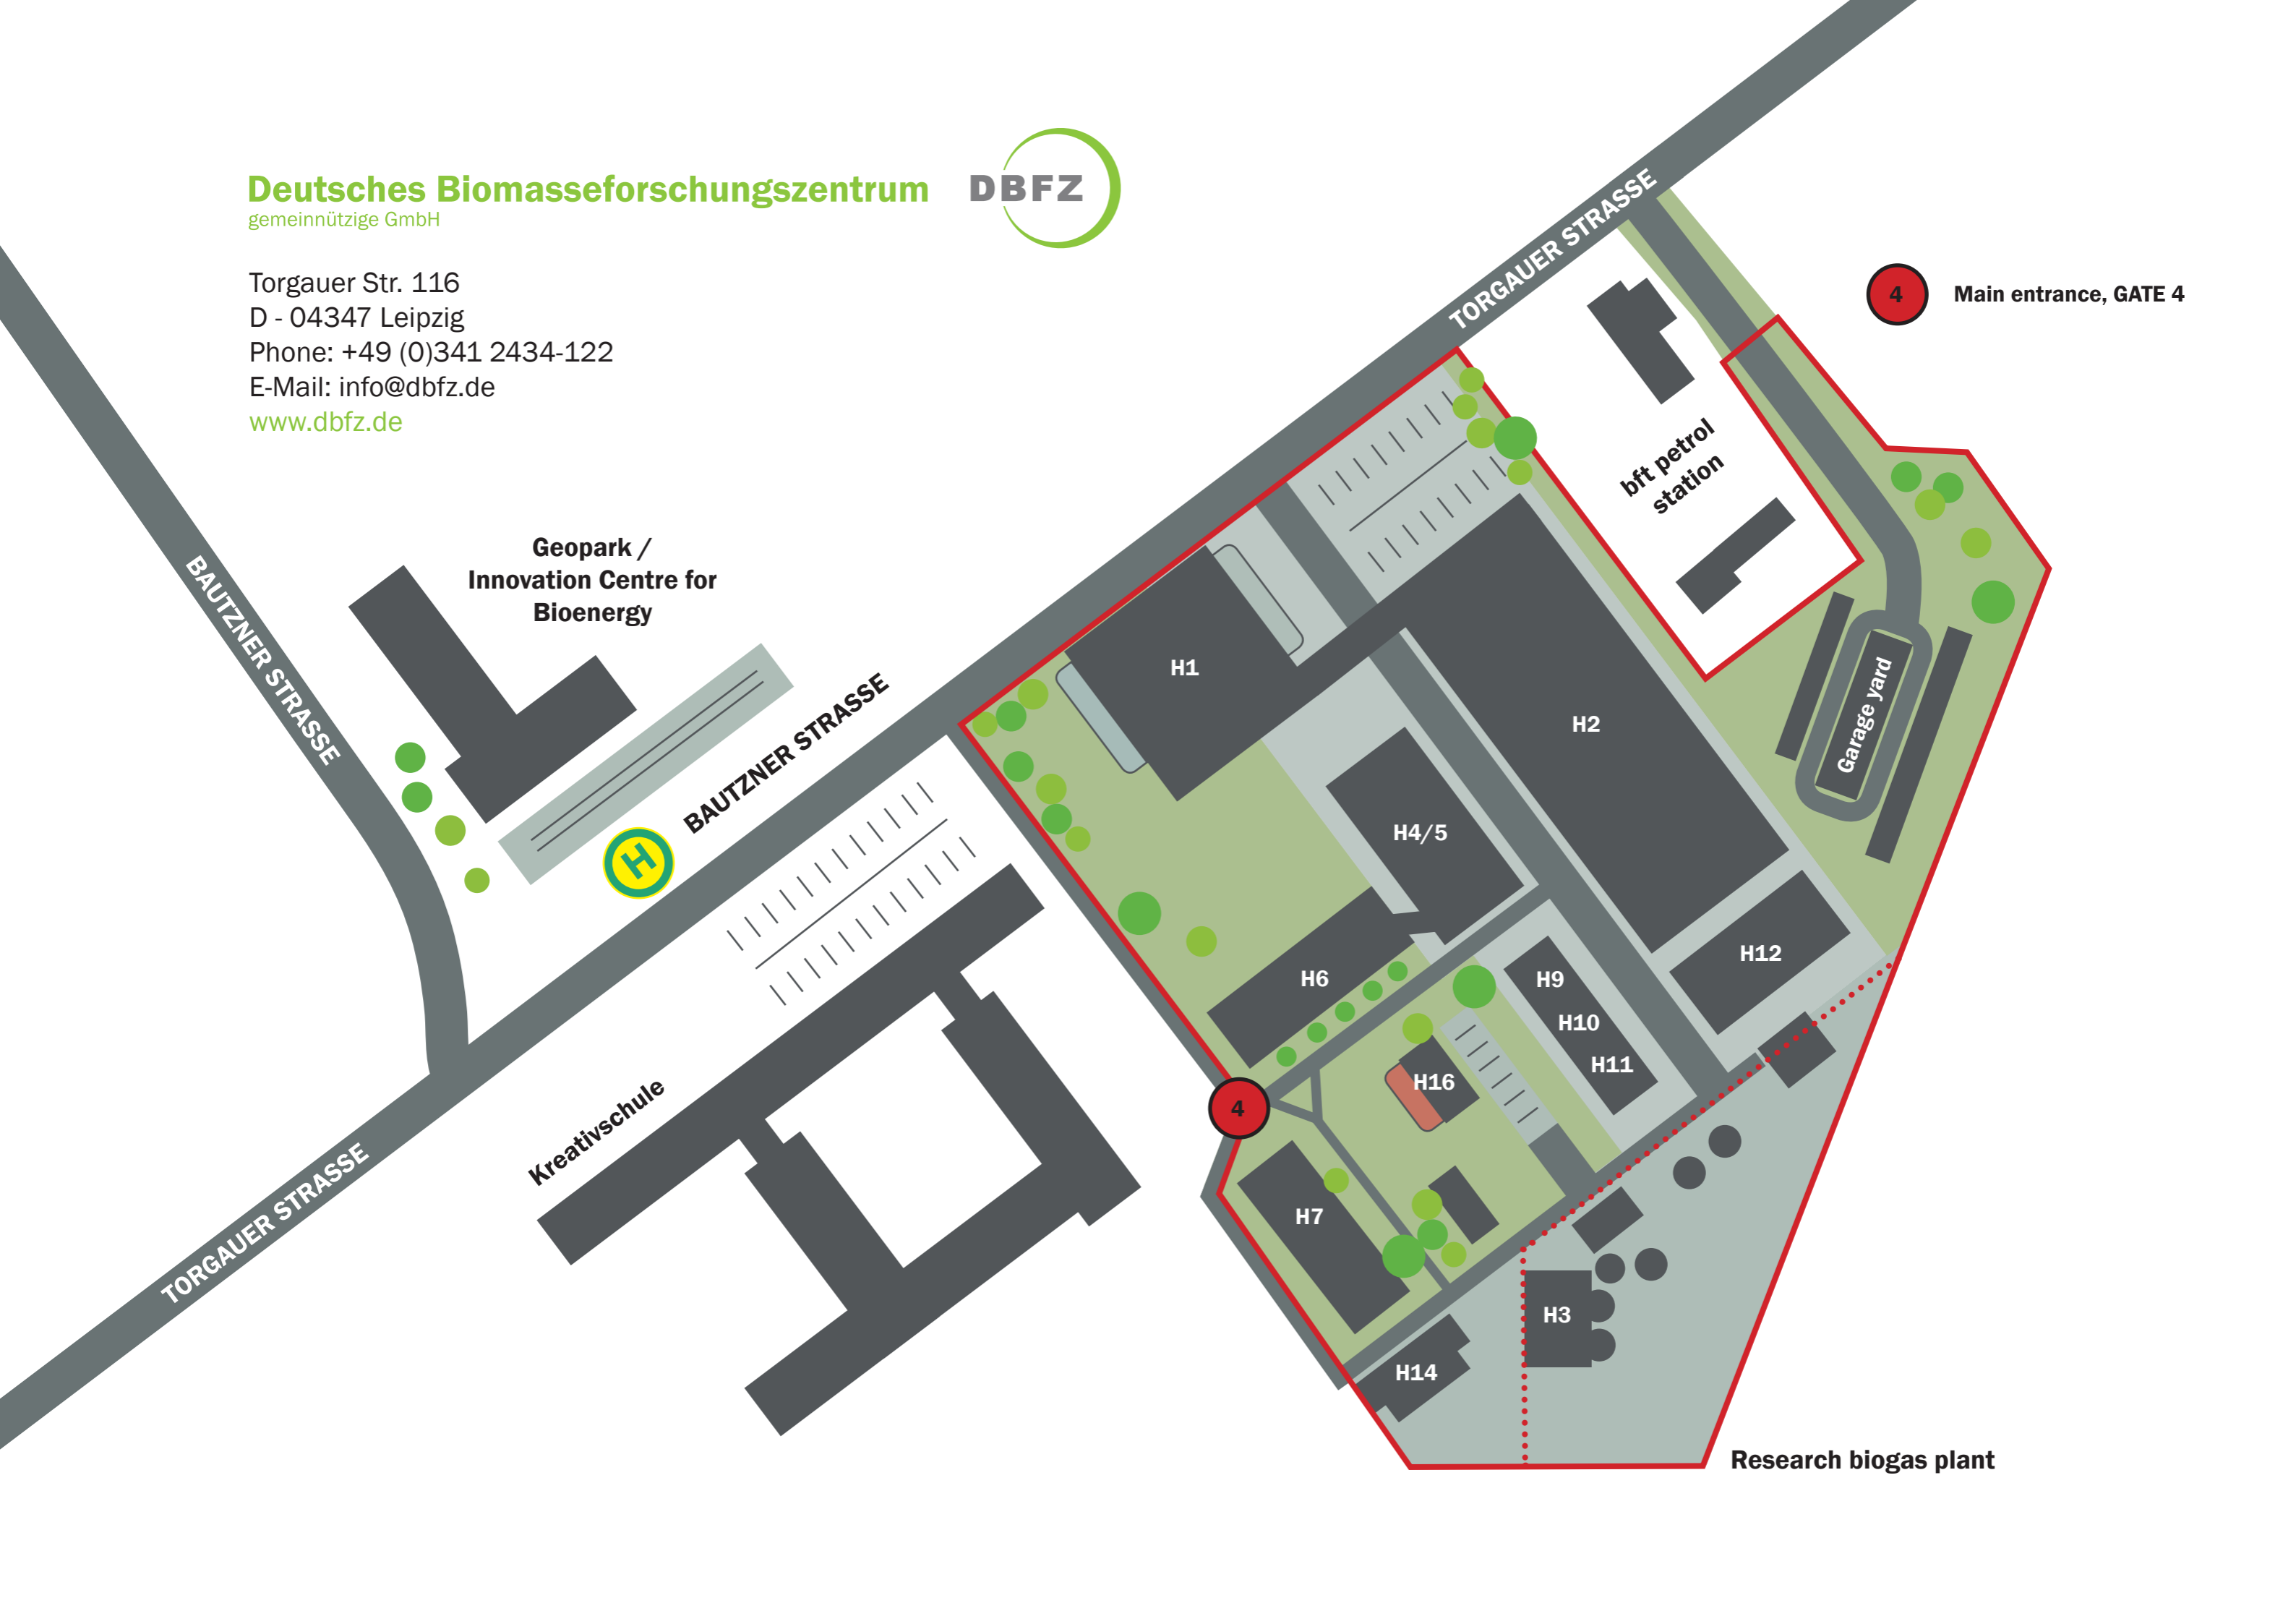 Deutsches Biomasseforschungszentrum
gemeinnützige GmbH
DBFZ
Torgauer Str. 116
D - 04347 Leipzig
Phone: +49 (0)341 2434-122
E-Mail: info@dbfz.de
www.dbfz.de
TORGAUER STRASSE
4
Main entrance, GATE 4
bft petrol
station
Geopark /
Innovation Centre for
Bioenergy
BAUTZNER STRASSE
BAUTZNER STRASSE
H
H1
H2
Garage yard
H4/5
H6
H9
H10
H11
H12
H16
4
Kreativschule
TORGAUER STRASSE
H7
H3
H14
Research biogas plant